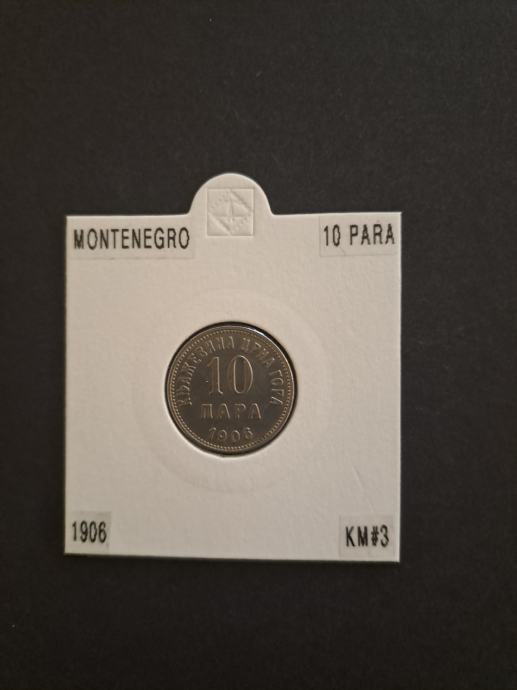 MONTENEGRO
10 PARA
КЊАЖЕВИНА ЦРНА ГОРА
10
ПАРА
1906
1906
KM#3